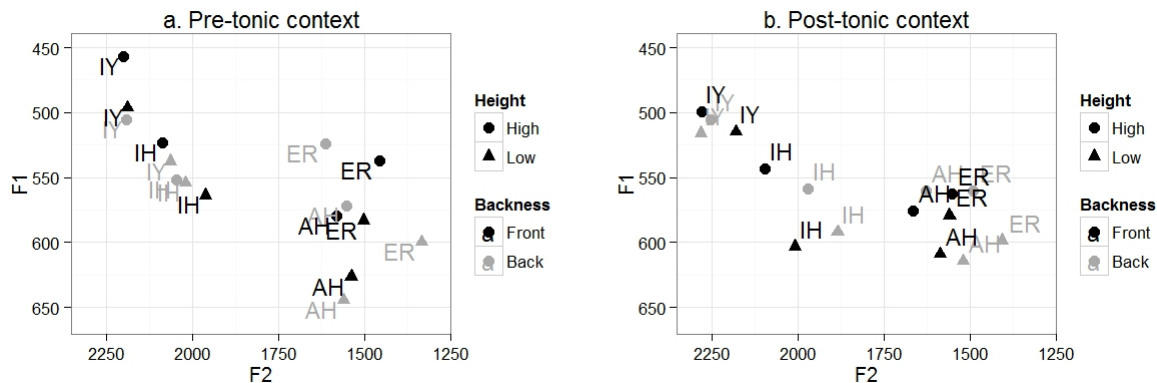 a. Pre-tonic context
450
500
550
600
650
F1
2250
2000
1750
1500
1250
F2
IY
IY
IY
IH
IY
IH
IH
IH
ER
ER
AH
AH
ER
ER
AH
AH
Height
High
Low
Backness
a Front
a Back
b. Post-tonic context
450
500
550
600
650
F1
2250
2000
1750
1500
1250
F2
IY
IY
IY
IY
IH
IH
IH
IH
AH
ER
ER
AH
ER
ER
AH
AH
Height
High
Low
Backness
a Front
a Back